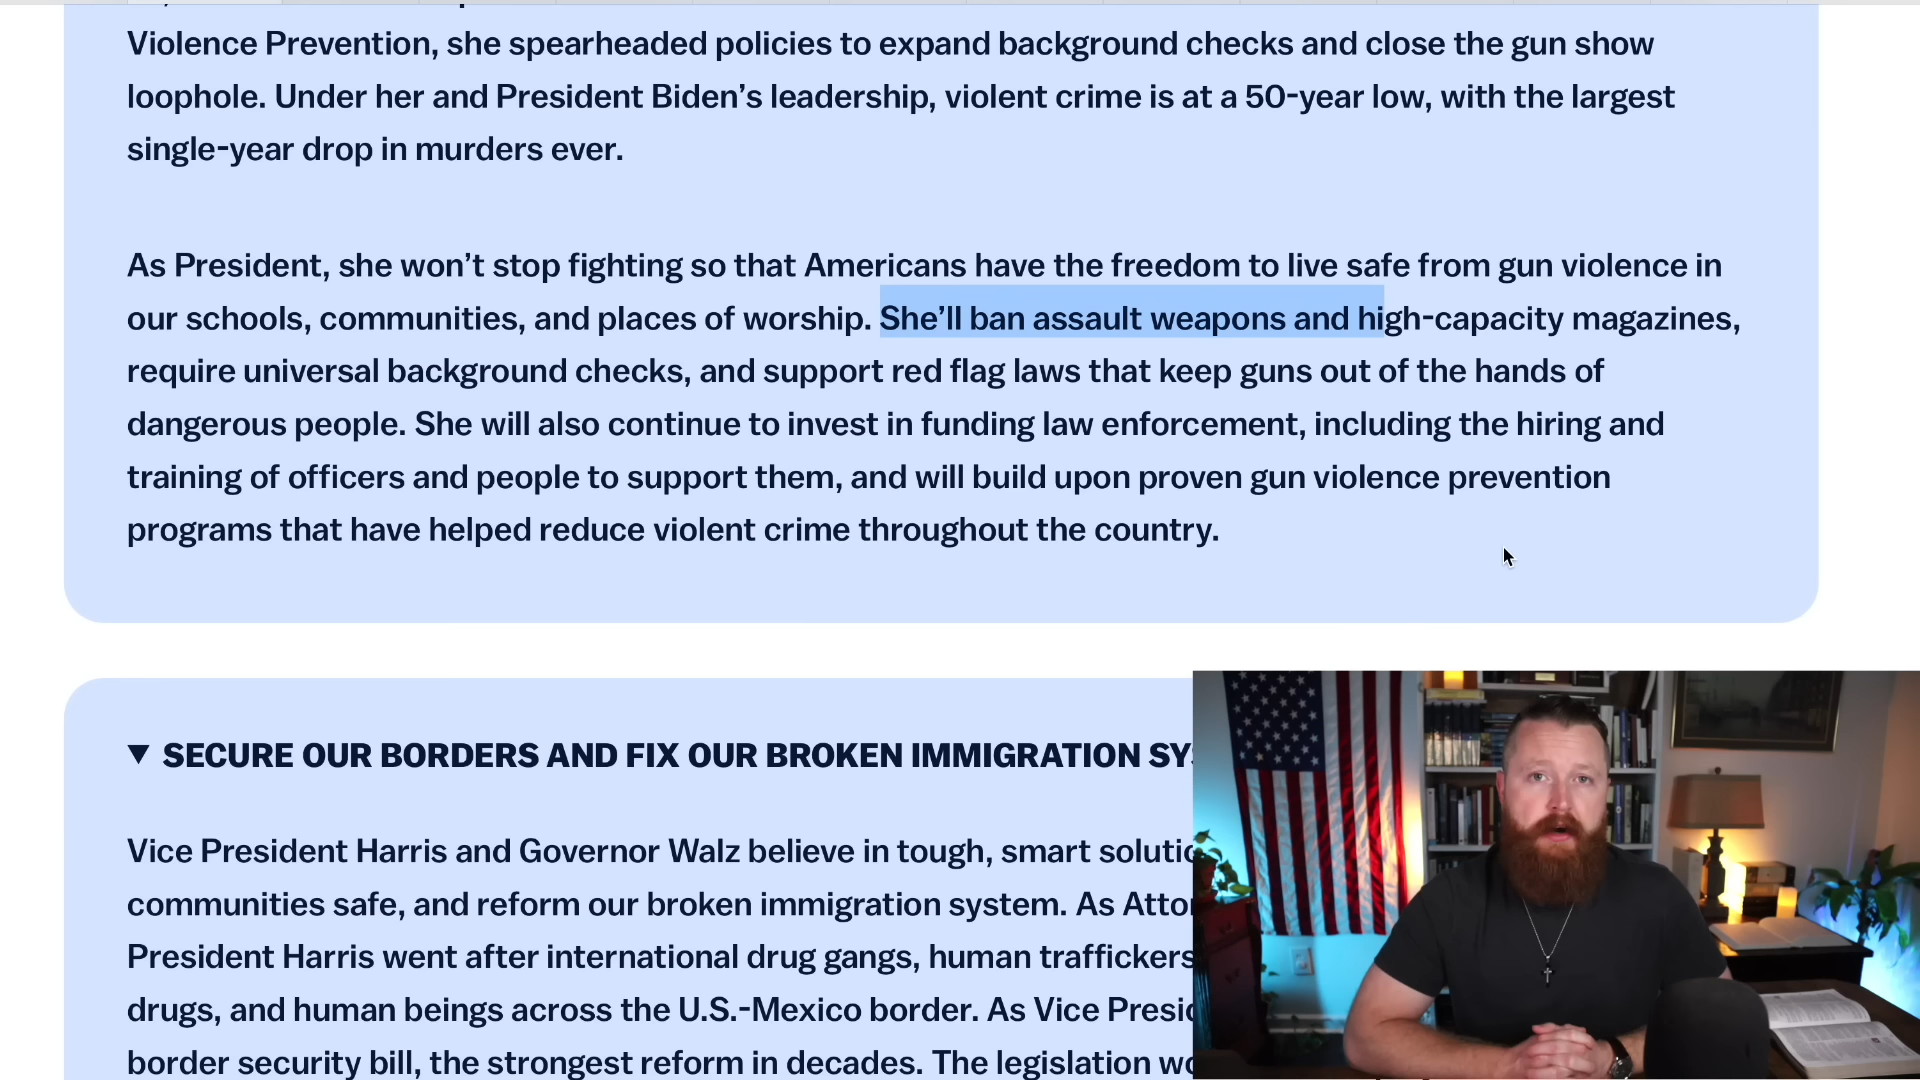 Violence Prevention, she spearheaded policies to expand background checks and close the gun show
loophole. Under her and President Biden’s leadership, violent crime is at a 50-year low, with the largest
single-year drop in murders ever.
As President, she won’t stop fighting so that Americans have the freedom to live safe from gun violence in
our schools, communities, and places of worship. She’ll ban assault weapons and high-capacity magazines,
require universal background checks, and support red flag laws that keep guns out of the hands of
dangerous people. She will also continue to invest in funding law enforcement, including the hiring and
training of officers and people to support them, and will build upon proven gun violence prevention
programs that have helped reduce violent crime throughout the country.
▼ SECURE OUR BORDERS AND FIX OUR BROKEN IMMIGRATION SY
Vice President Harris and Governor Walz believe in tough, smart soluti
communities safe, and reform our broken immigration system. As Atto
President Harris went after international drug gangs, human traffickers
drugs, and human beings across the U.S.-Mexico border. As Vice Presi
border security bill, the strongest reform in decades. The legislation w